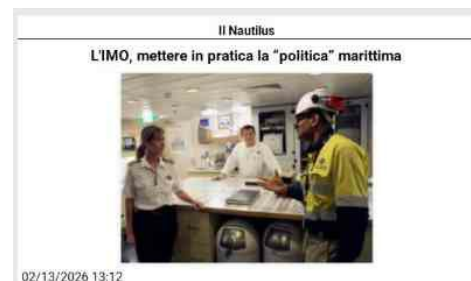 Il Nautilus
L'IMO, mettere in pratica la “politica” marittima
02/13/2026 13:12